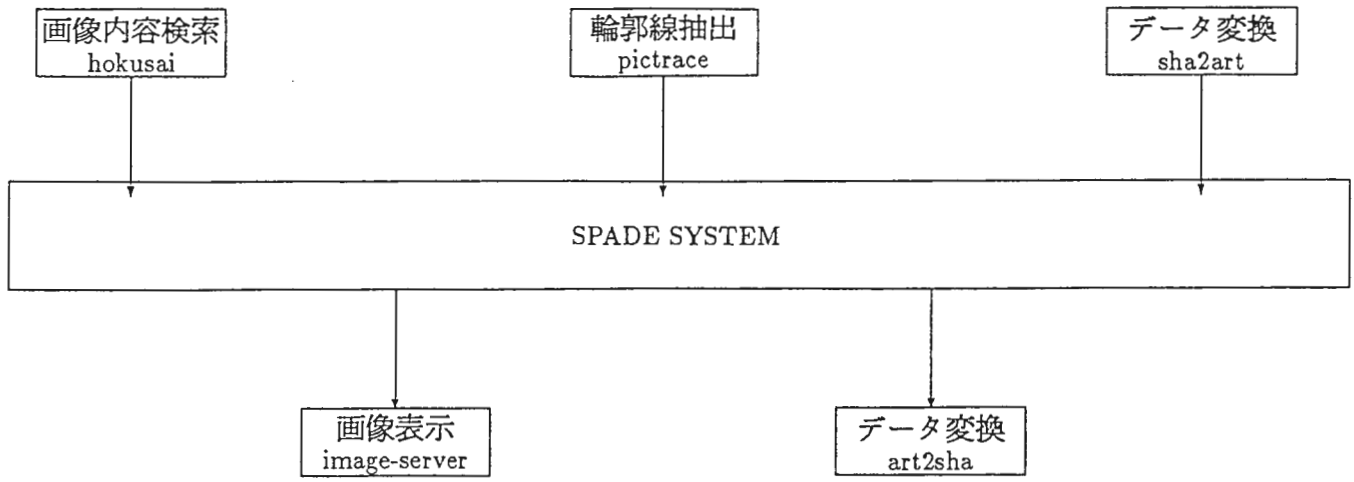 画像内容検索
hokusai
輪郭線抽出
pictrace
データ変換
sha2art
SPADE SYSTEM
画像表示
image-server
データ変換
art2sha